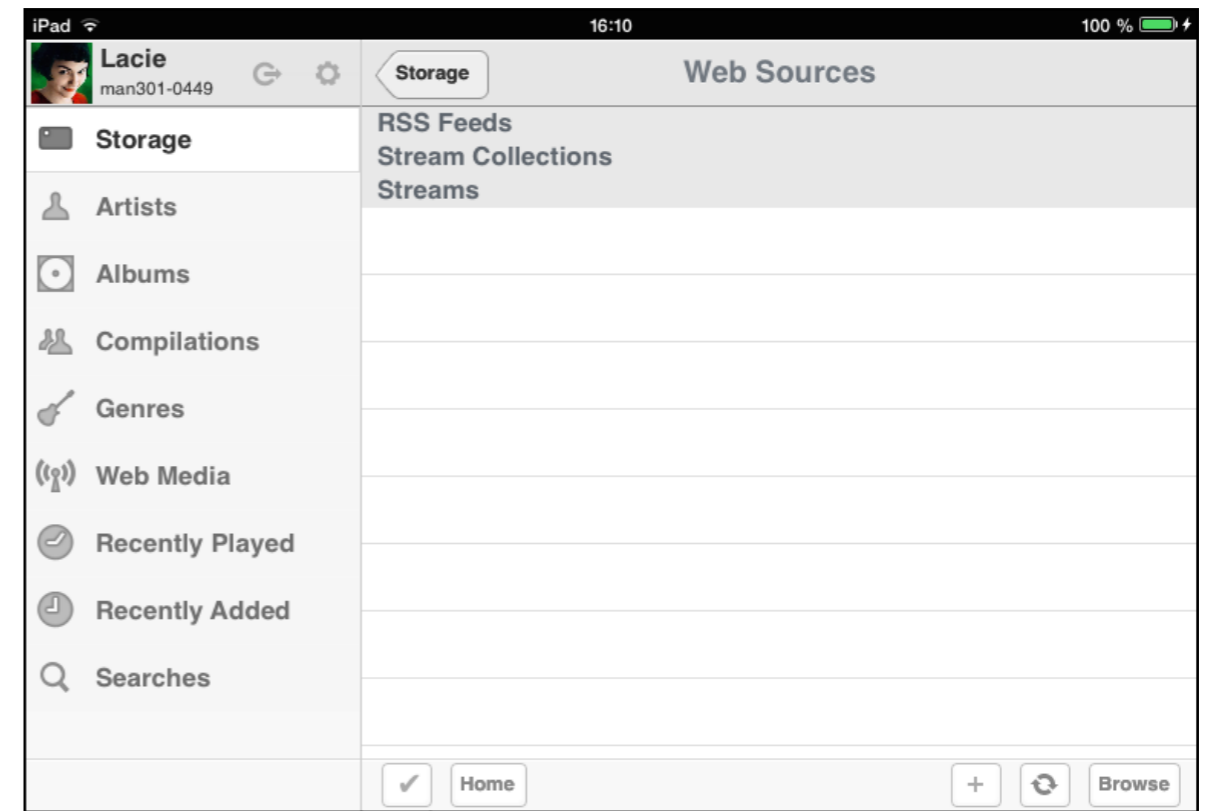 iPad 16:10 100 %
Lacie
man301-0449
Storage
Artists
Albums
Compilations
Genres
Web Media
Recently Played
Recently Added
Searches
Storage Web Sources
RSS Feeds
Stream Collections
Streams
Home Browse